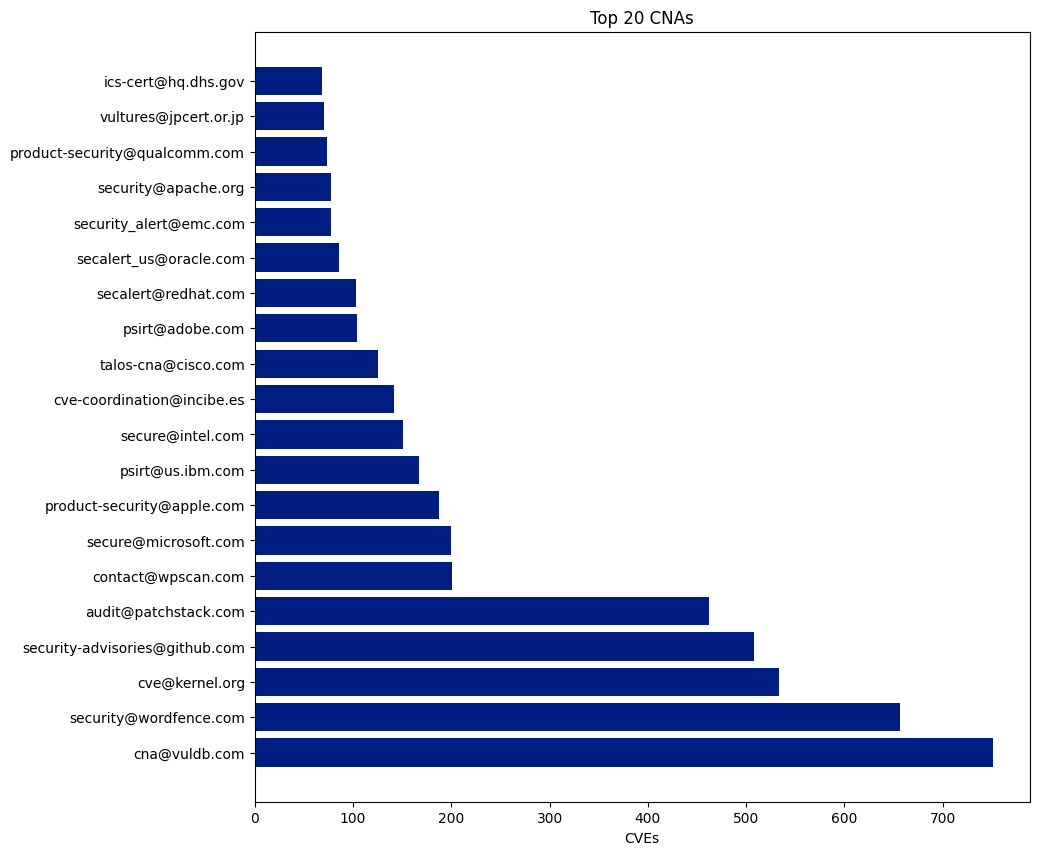 Top 20 CNAs
ics-cert@hq.dhs.gov
vultures@jpcert.or.jp
product-security@qualcomm.com
security@apache.org
security_alert@emc.com
secalert_us@oracle.com
secalert@redhat.com
psirt@adobe.com
talos-cna@cisco.com
cve-coordination@incibe.es
secure@intel.com
psirt@us.ibm.com
product-security@apple.com
secure@microsoft.com
contact@wpscan.com
audit@patchstack.com
security-advisories@github.com
cve@kernel.org
security@wordfence.com
cna@vuldb.com
0 100 200 300 400 500 600 700
CVEs